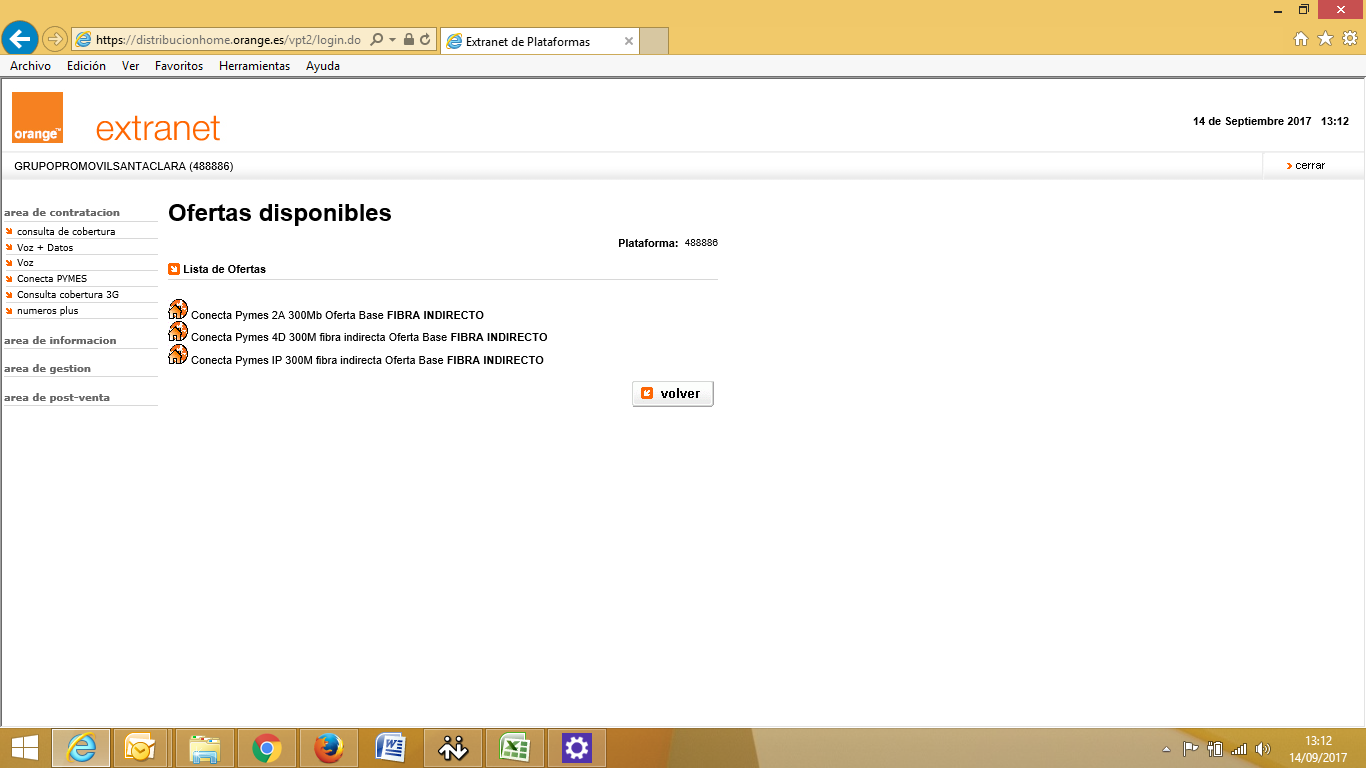 https://distribucionhome.orange.es/vpt2/login.do
Extranet de Plataformas
Archivo Edición Ver Favoritos Herramientas Ayuda
orange™
extranet
14 de Septiembre 2017 13:12
GRUPOPROMOVILSANTACLARA (488886)
cerrar
area de contratacion
consulta de cobertura
Voz + Datos
Voz
Conecta PYMES
Consulta cobertura 3G
numeros plus
area de informacion
area de gestion
area de post-venta
Ofertas disponibles
Plataforma: 488886
Lista de Ofertas
Conecta Pymes 2A 300Mb Oferta Base FIBRA INDIRECTO
Conecta Pymes 4D 300M fibra indirecta Oferta Base FIBRA INDIRECTO
Conecta Pymes IP 300M fibra indirecta Oferta Base FIBRA INDIRECTO
volver
13:12
14/09/2017